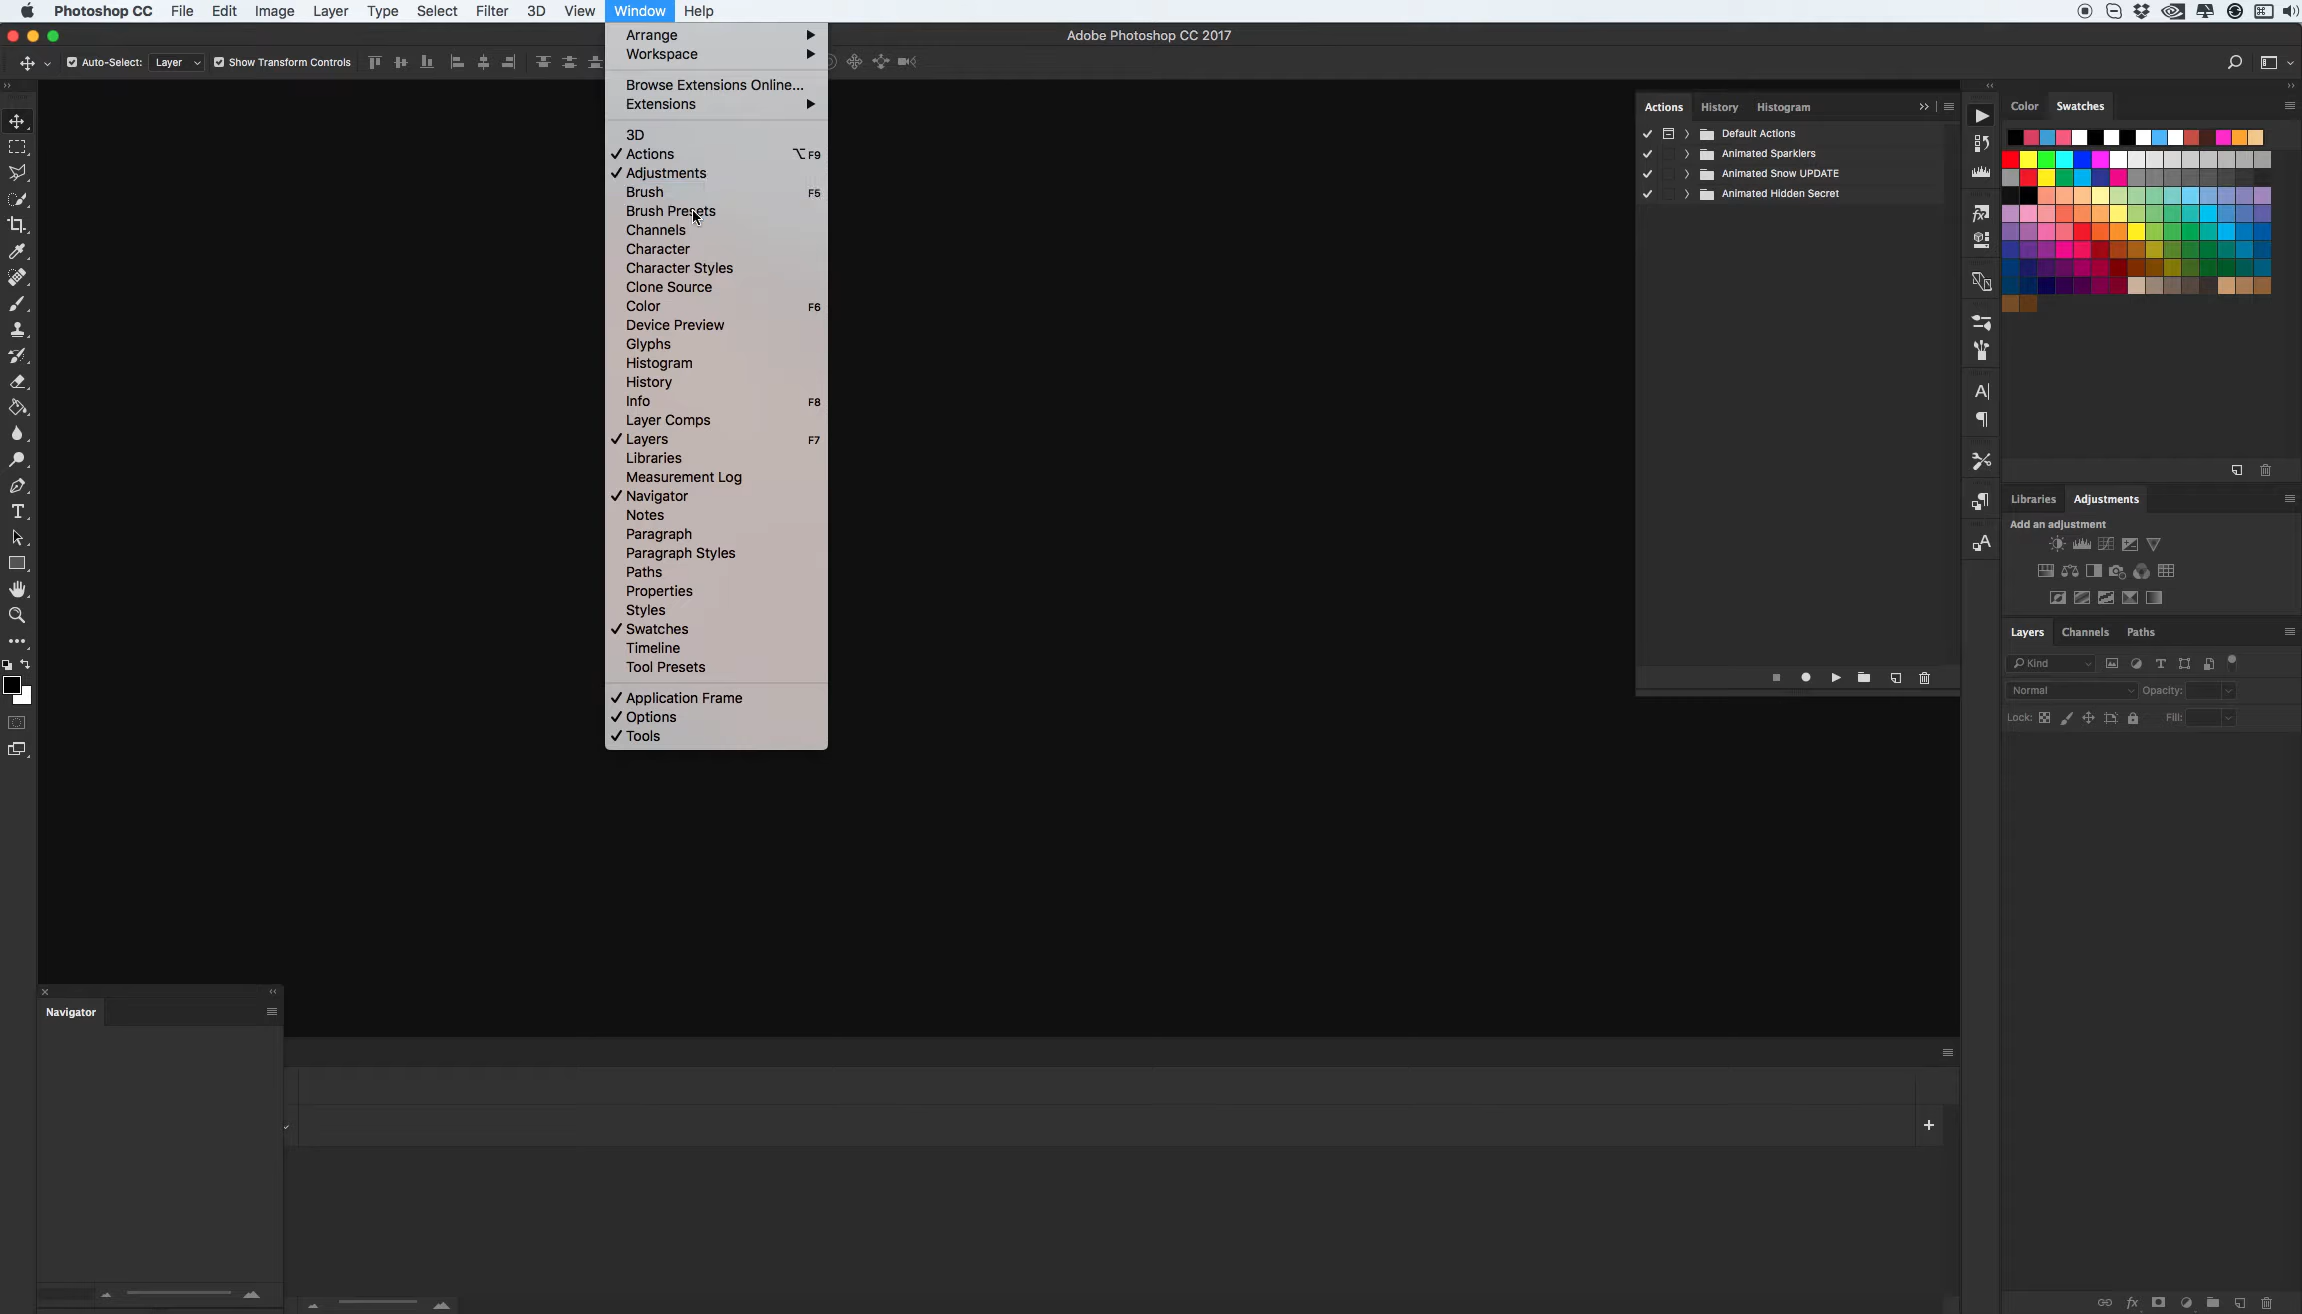 Photoshop CC File Edit Image Layer Type Select Filter 3D View Window Help
Adobe Photoshop CC 2017
Auto-Select: Layer Show Transform Controls
Arrange
Workspace
Browse Extensions Online...
Extensions
3D
Actions ⌥F9
Adjustments
Brush F5
Brush Presets
Channels
Character
Character Styles
Clone Source
Color F6
Device Preview
Glyphs
Histogram
History
Info F8
Layer Comps
Layers F7
Libraries
Measurement Log
Navigator
Notes
Paragraph
Paragraph Styles
Paths
Properties
Styles
Swatches
Timeline
Tool Presets
Application Frame
Options
Tools
Actions History Histogram
Default Actions
Animated Sparklers
Animated Snow UPDATE
Animated Hidden Secret
Color Swatches
Libraries Adjustments
Add an adjustment
Layers Channels Paths
Kind
Normal Opacity:
Lock: Fill:
Navigator